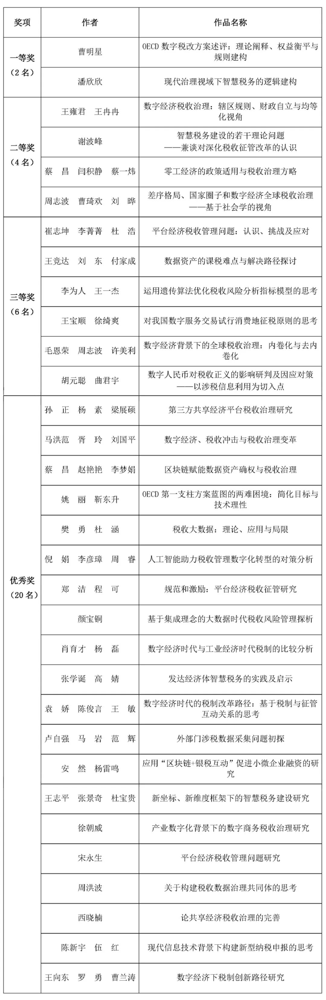 奖项 作者 作品名称
一等奖
（2 名）
曹明星
OECD 数字税改方案述评：理论阐释、权益衡平与
规则建构
潘欣欣 现代治理视域下智慧税务的逻辑建构
二等奖
（4 名）
王雍君 王冉冉
数字经济税收治理：辖区规则、财政自立与均等
化视角
谢波峰
智慧税务建设的若干理论问题
——兼谈对深化税收征管改革的认识
蔡 昌 闫积静 蔡一炜 零工经济的政策适用与税收治理方略
周志波 曹琦欢 刘 晔
差序格局、国家圈子和数字经济全球税收治理
——基于社会学的视角
三等奖
（6 名）
崔志坤 李菁菁 杜 浩 平台经济税收管理问题：认识、挑战及应对
王竞达 刘 东 付家成 数据资产的课税难点与解决路径探讨
李为人 王一杰 运用遗传算法优化税收风险分析指标模型的思考
王宝顺 徐绮爽 对我国数字服务交易试行消费地征税原则的思考
毛恩荣 周志波 许美利
数字经济背景下的全球税收治理：内卷化与去内
卷化
胡元聪 曲君宇
数字人民币对税收正义的影响研判及因应对策
——以涉税信息利用为切入点
优秀奖
（20 名）
孙 正 杨 素 梁展硕 第三方共享经济平台税收治理研究
马洪范 胥 玲 刘国平 数字经济、税收冲击与税收治理变革
蔡 昌 赵艳艳 李梦娟 区块链赋能数据资产确权与税收治理
姚 丽 靳东升
OECD 第一支柱方案蓝图的两难困境：简化目标与
技术理性
樊 勇 杜 涵 税收大数据：理论、应用与局限
倪 娟 李彦璋 周 睿 人工智能助力税收管理数字化转型的对策分析
郑 洁 程 可 规范和激励：平台经济税收征管研究
颜宝铜 基于集成理念的大数据时代税收风险管理探析
肖育才 杨 磊 数字经济时代与工业经济时代税制的比较分析
张学诞 高 婧 发达经济体智慧税务的实践及启示
袁 娇 陈俊言 王 敏
数字经济时代的税制改革路径：基于税制与征管
互动关系的思考
卢自强 马 岩 范 辉 外部门涉税数据采集问题初探
安 然 杨雷鸣
应用“区块链+银税互动”促进小微企业融资的研
究
王志平 张景奇 杜宝贵 新坐标、新维度框架下的智慧税务建设研究
徐朝威 产业数字化背景下的数字商务税收治理研究
宋永生 平台经济税收管理问题研究
周洪波 关于构建税收数据治理共同体的思考
西晓楠 论共享经济税收治理的完善
陈新宇 伍 红 现代信息技术背景下构建新型纳税申报的思考
王向东 罗 勇 曹兰涛 数字经济下税制创新路径研究